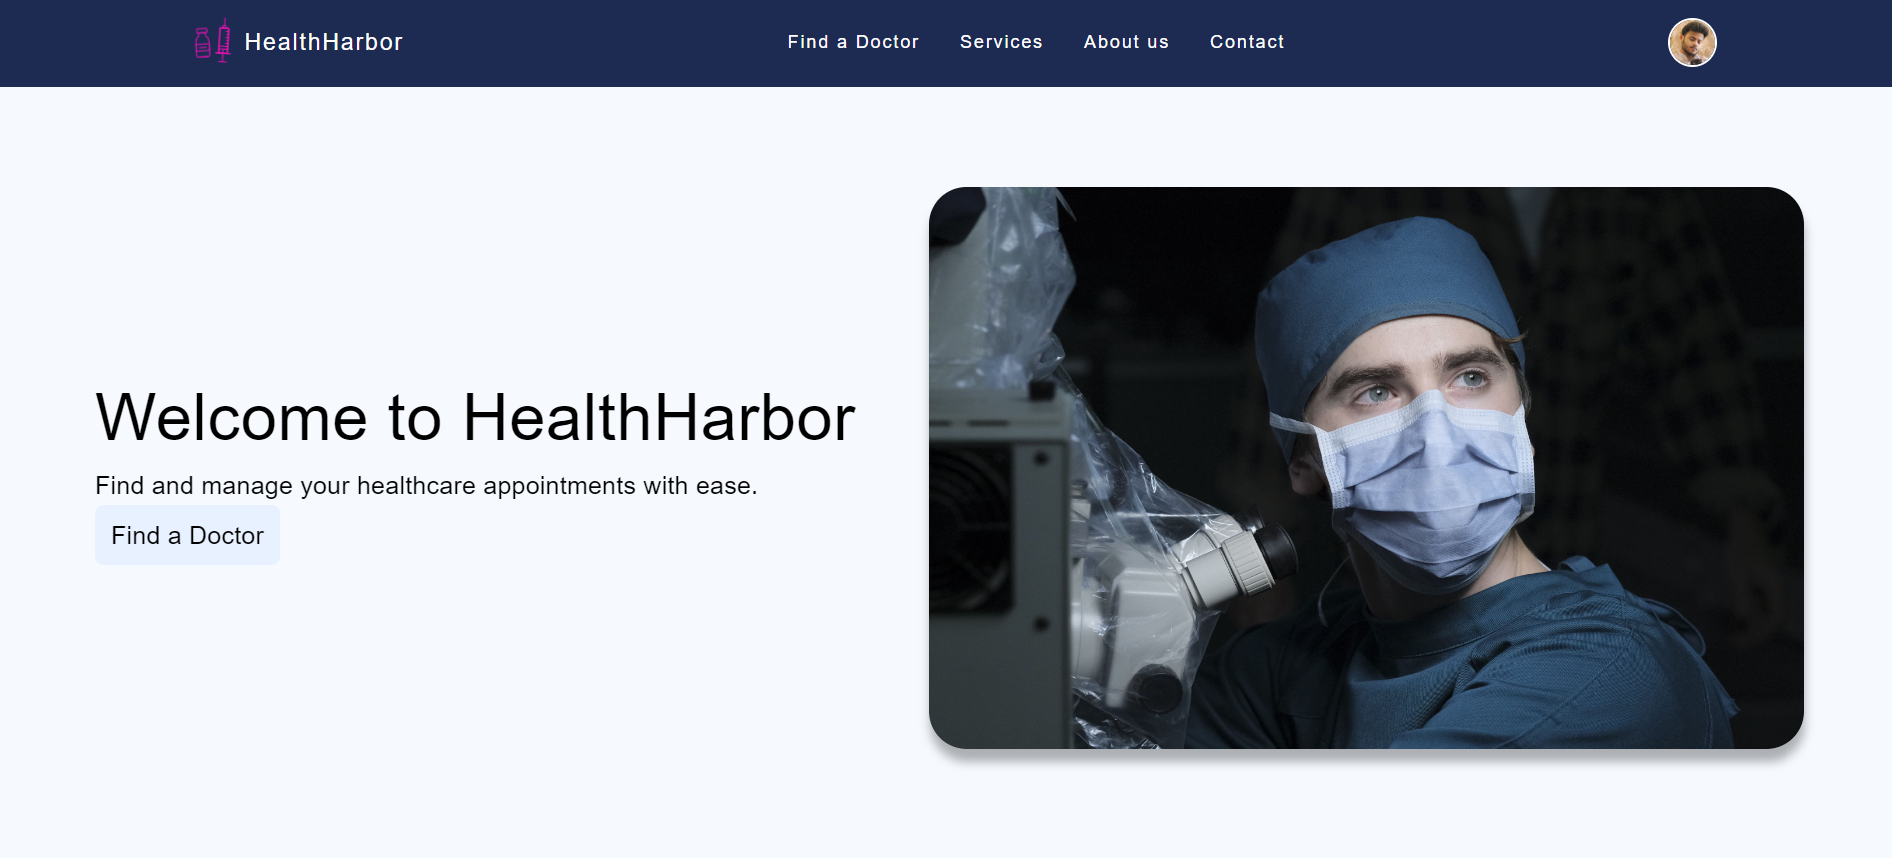 HealthHarbor
Find a Doctor
Services
About us
Contact
Welcome to HealthHarbor
Find and manage your healthcare appointments with ease.
Find a Doctor